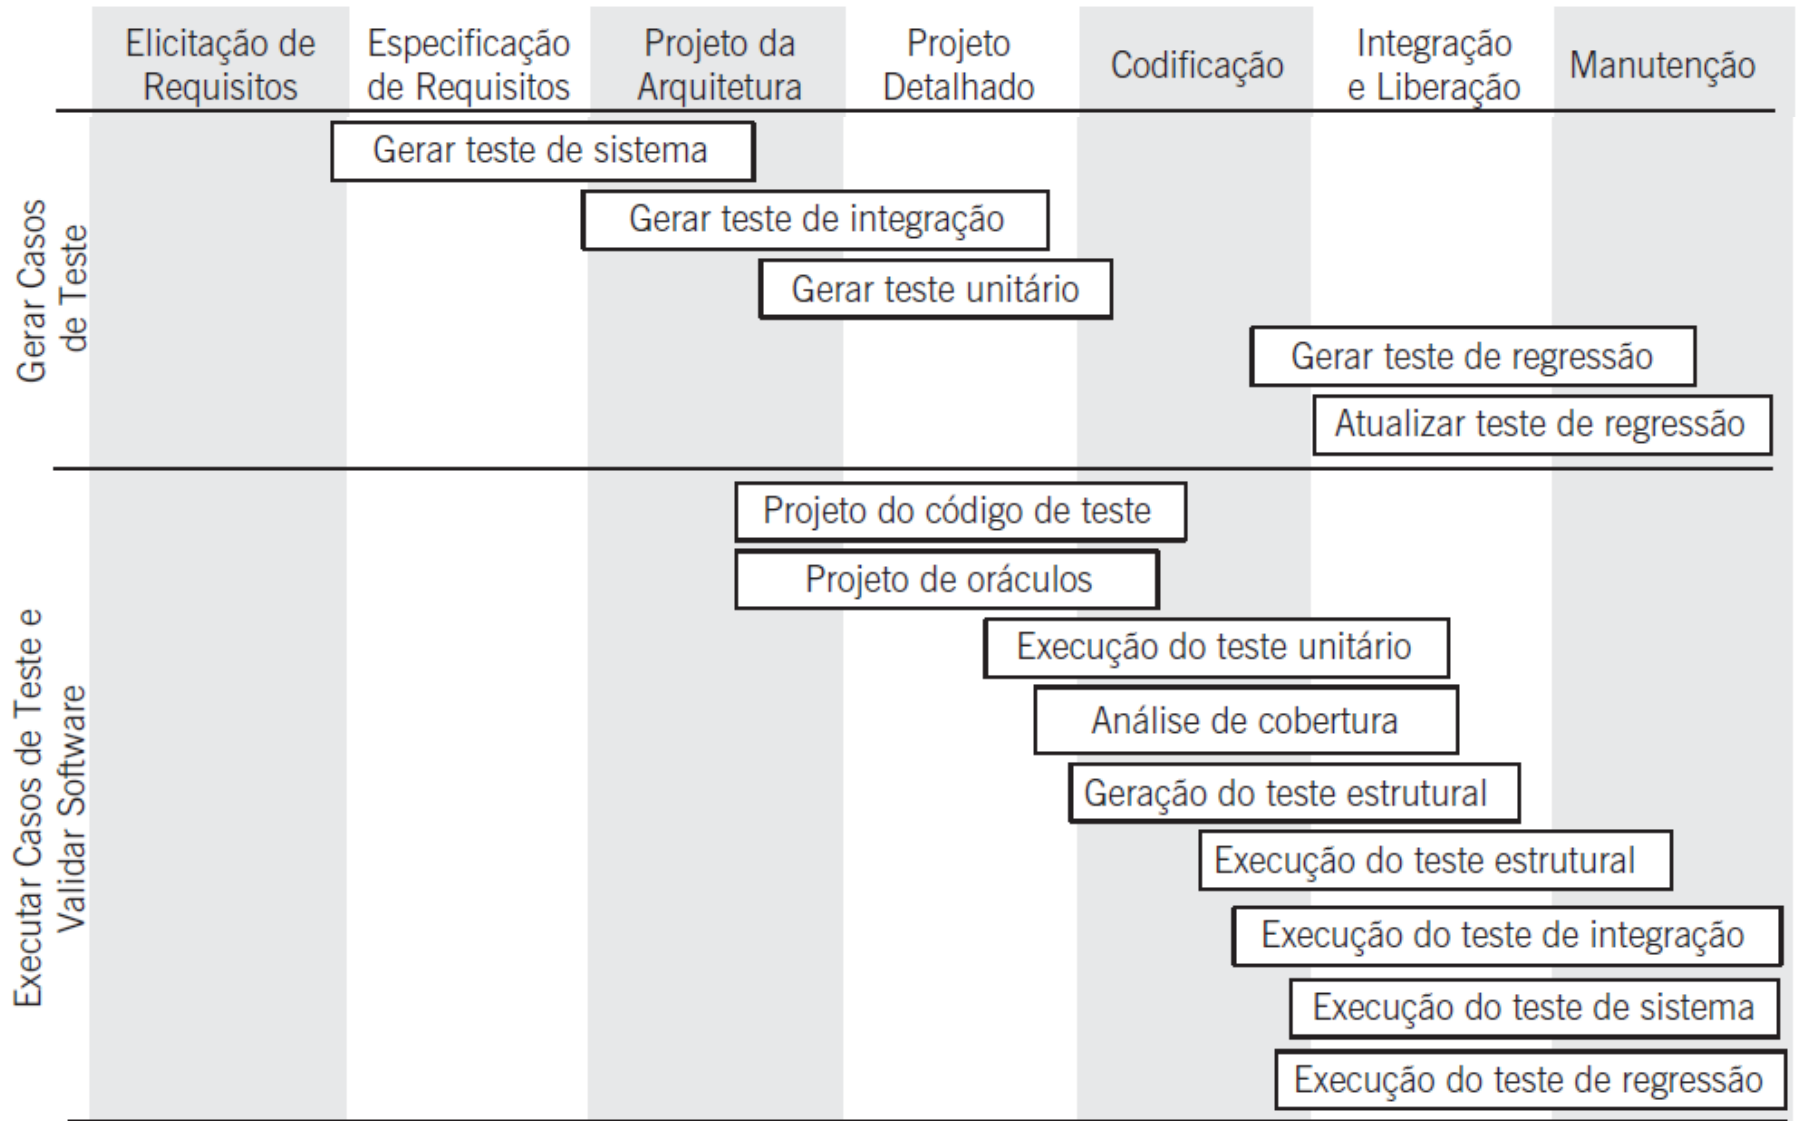 Elicitação de
Requisitos
Especificação
de Requisitos
Projeto da
Arquitetura
Projeto
Detalhado
Codificação
Integração
e Liberação
Manutenção
Gerar Casos
de Teste
Gerar teste de sistema
Gerar teste de integração
Gerar teste unitário
Gerar teste de regressão
Atualizar teste de regressão
Executar Casos de Teste e
Validar Software
Projeto do código de teste
Projeto de oráculos
Execução do teste unitário
Análise de cobertura
Geração do teste estrutural
Execução do teste estrutural
Execução do teste de integração
Execução do teste de sistema
Execução do teste de regressão